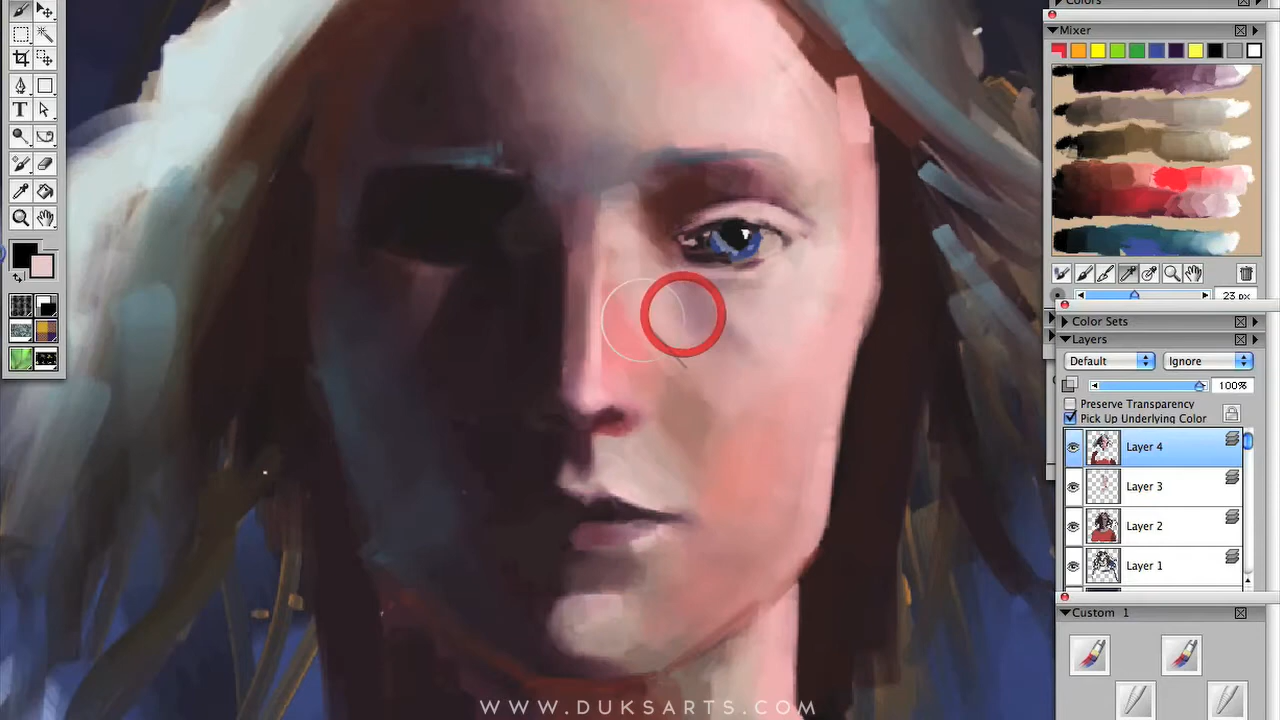 Colors
Mixer
T
23 px
Color Sets
Layers
Default
Ignore
100%
Preserve Transparency
Pick Up Underlying Color
Layer 4
Layer 3
Layer 2
Layer 1
Custom 1
WWW.DUKSARTS.COM